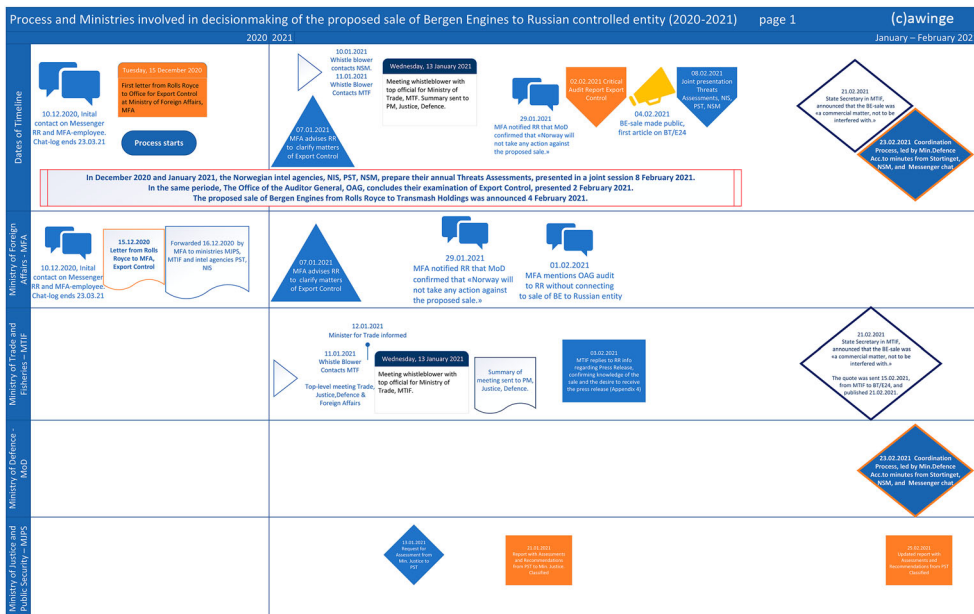 Process and Ministries involved in decisionmaking of the proposed sale of Bergen Engines to Russian controlled entity (2020-2021) page 1 (c)awinge
2020 2021 January – February 202
Dates of Timeline
10.12.2020, Inital
contact on Messenger
RR and MFA-employee.
Chat-log ends 23.03.21
Tuesday, 15 December 2020
First letter from Rolls Royce
to Office for Export Control
at Ministry of Foreign Affairs,
MFA
Process starts
10.01.2021
Whistle blower
contacts NSM.
11.01.2021
Whistle Blower
Contacts MTF
07.01.2021
MFA advises RR
to clarify matters
of Export Control
Wednesday, 13 January 2021
Meeting whistleblower with
top official for Ministry of
Trade, MTF. Summary sent to
PM, Justice, Defence.
29.01.2021
MFA notified RR that MoD
confirmed that «Norway will
not take any action against
the proposed sale.»
02.02.2021 Critical
Audit Report Export
Control
04.02.2021
BE-sale made public,
first article on BT/E24
08.02.2021
Joint presentation
Threats
Assessments, NIS,
PST, NSM
21.02.2021
State Secretary in MTIF,
announced that the BE-sale was
«a commercial matter, not to be
interfered with.»
23.02.2021 Coordination
Process, led by Min.Defence
Acc.to minutes from Stortinget,
NSM, and Messenger chat
In December 2020 and January 2021, the Norwegian intel agencies, NIS, PST, NSM, prepare their annual Threats Assessments, presented in a joint session 8 February 2021.
In the same periode, The Office of the Auditor General, OAG, concludes their examination of Export Control, presented 2 February 2021.
The proposed sale of Bergen Engines from Rolls Royce to Transmash Holdings was announced 4 February 2021.
Ministry of Foreign
Affairs - MFA
10.12.2020, Inital
contact on Messenger
RR and MFA-employee.
Chat-log ends 23.03.21
15.12.2020
Letter from Rolls
Royce to MFA,
Export Control
Forwarded 16.12.2020 by
MFA to ministries MJPS,
MTIF and intel agencies PST,
NIS
07.01.2021
MFA advises RR
to clarify matters
of Export Control
29.01.2021
MFA notified RR that MoD
confirmed that «Norway will
not take any action against
the proposed sale.»
01.02.2021
MFA mentions OAG audit
to RR without connecting
to sale of BE to Russian entity
Ministry of Trade and
Fisheries – MTIF
12.01.2021
Minister for Trade informed
11.01.2021
Whistle Blower
Contacts MTF
Top-level meeting Trade,
Justice,Defence &
Foreign Affairs
Wednesday, 13 January 2021
Meeting whistleblower with
top official for Ministry of
Trade, MTIF.
Summary of
meeting sent to PM,
Justice, Defence.
03.02.2021
MTIF replies to RR info
regarding Press Release,
confirming knowledge of the
sale and the desire to receive
the press release (Appendix 4)
21.02.2021
State Secretary in MTIF,
announced that the BE-sale was
«a commercial matter, not to be
interfered with.»
The quote was sent 15.02.2021,
from MTIF to BT/E24, and
published 21.02.2021
Ministry of Defence -
MoD
23.02.2021 Coordination
Process, led by Min.Defence
Acc.to minutes from Stortinget,
NSM, and Messenger chat
Ministry of Justice and
Public Security – MJPS
Request for
Assessment from
Min. Justice to
PST
Report with Assessments
and Recommendations
from PST to Min. Justice
Classified
Updated report with
Assessments and
Recommendations from PST
Classified